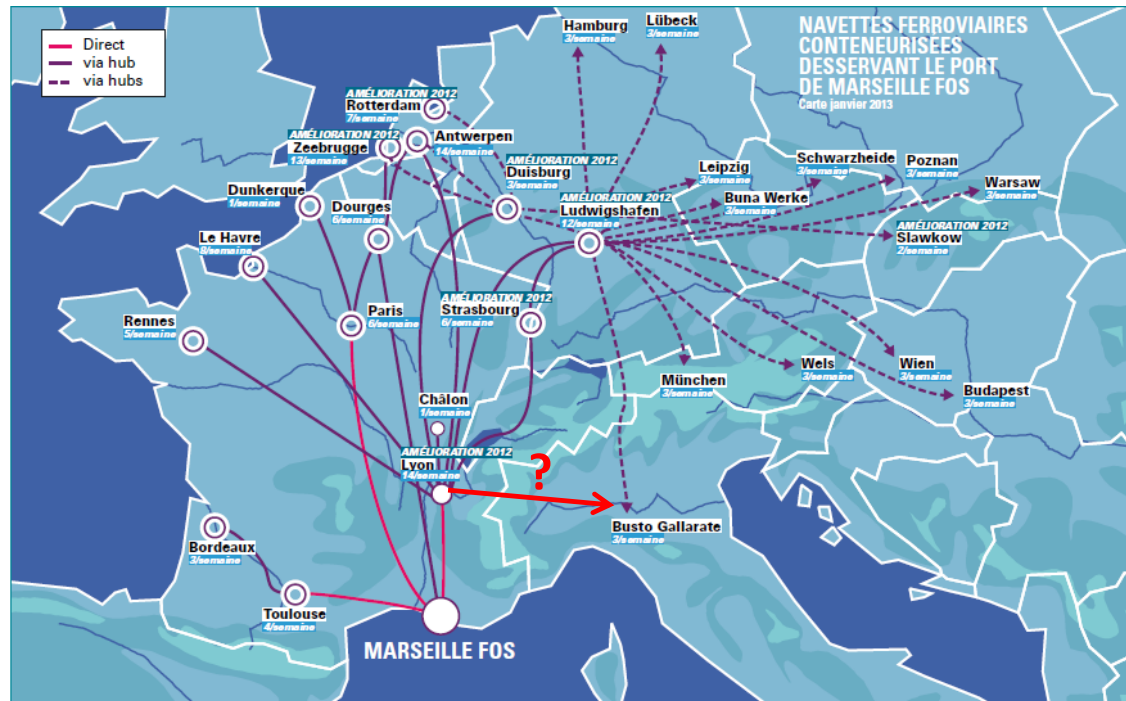 Direct
via hub
via hubs
NAVETTES FERROVIAIRES
CONTENEURISEES
DESSERVANT LE PORT
DE MARSEILLE FOS
Carte janvier 2013
Hamburg
3/semaine
Lübeck
3/semaine
AMÉLIORATION 2012
Rotterdam
7/semaine
AMÉLIORATION 2012
Zeebrugge
13/semaine
Antwerpen
14/semaine
AMÉLIORATION 2012
Duisburg
3/semaine
Dunkerque
1/semaine
Dourges
6/semaine
AMÉLIORATION 2012
Ludwigshafen
12/semaine
Leipzig
3/semaine
Buna Werke
3/semaine
Schwarzheide
3/semaine
Poznan
3/semaine
Warsaw
3/semaine
AMÉLIORATION 2012
Slawkow
2/semaine
Le Havre
8/semaine
Rennes
5/semaine
Paris
6/semaine
AMÉLIORATION 2012
Strasbourg
6/semaine
München
3/semaine
Wels
3/semaine
Wien
3/semaine
Budapest
3/semaine
Châlon
1/semaine
AMÉLIORATION 2012
Lyon
14/semaine
?
Busto Gallarate
3/semaine
Bordeaux
3/semaine
Toulouse
4/semaine
MARSEILLE FOS